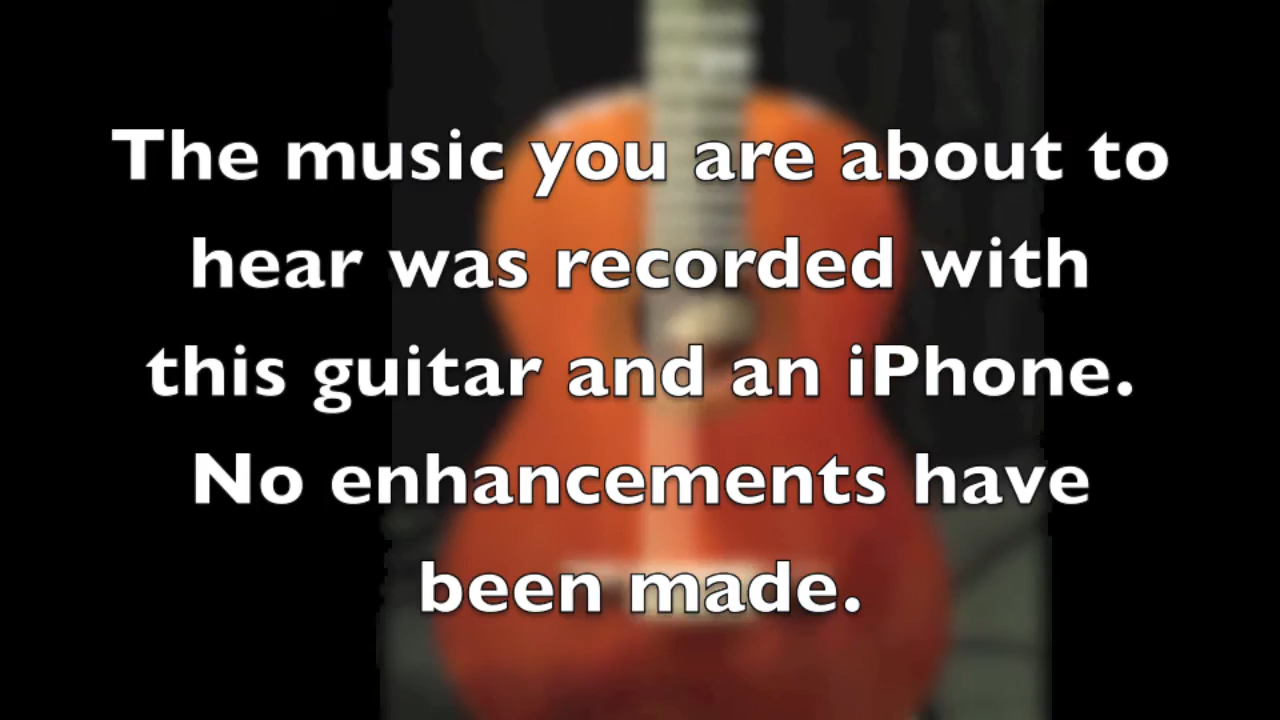 The music you are about to
hear was recorded with
this guitar and an iPhone.
No enhancements have
been made.